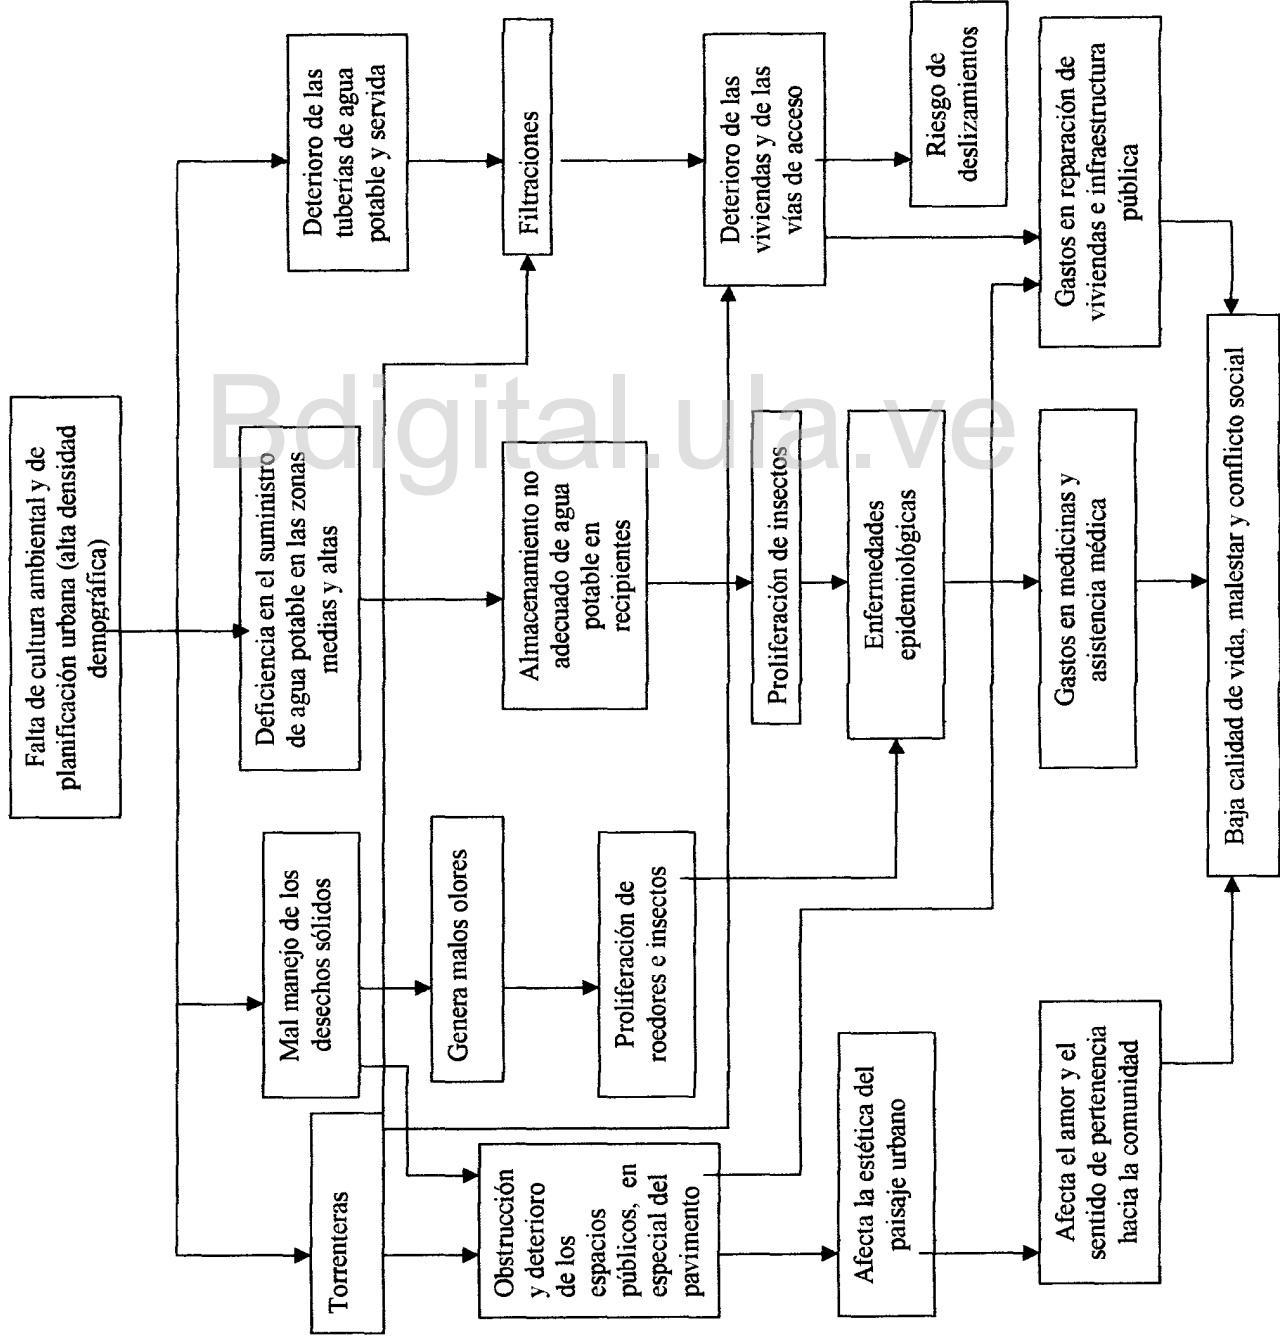 Falta de cultura ambiental y de
planificación urbana (alta densidad
demográfica)
Torrenteras
Mal manejo de los
desechos sólidos
Deficiencia en el suministro
de agua potable en las zonas
medias y altas
Deterioro de las
tuberías de agua
potable y servida
Obstrucción
y deterioro
de los
espacios
públicos, en
especial del
pavimento
Genera malos olores
Almacenamiento no
adecuado de agua
potable en
recipientes
Filtraciones
Proliferación de
roedores e insectos
Proliferación de insectos
Deterioro de las
viviendas y de las
vías de acceso
Afecta la estética del
paisaje urbano
Enfermedades
epidemiológicas
Riesgo de
deslizamientos
Afecta el amor y el
sentido de pertenencia
hacia la comunidad
Gastos en medicinas y
asistencia médica
Gastos en reparación de
viviendas e infraestructura
pública
Baja calidad de vida, malestar y conflicto social
Bdigital.ula.ve